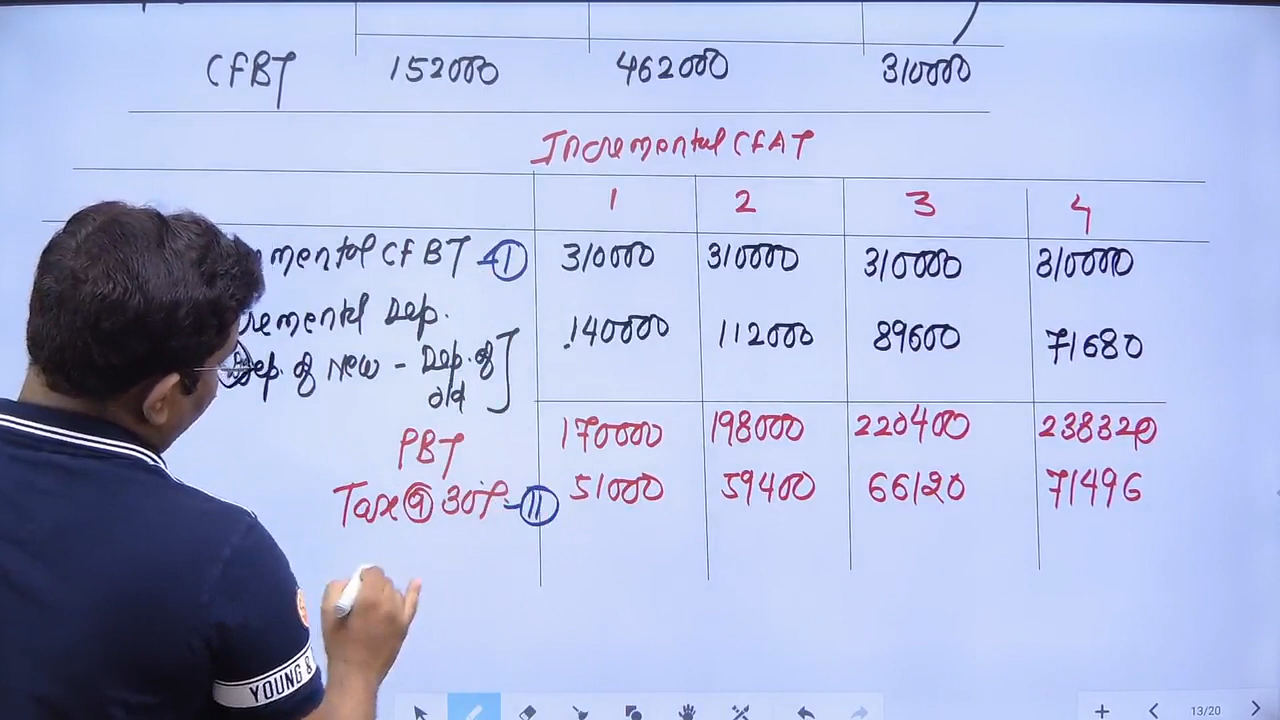 CFBT 152000 462000 310000
Incremental CFAT
1 2 3 4
mental CFBT - I 310000 310000 310000 310000
remental Dep. 140000 112000 89600 71680
Dep. of New - Dep. of old]
PBT 170000 198000 220400 238320
Tax @ 30% - II 51000 59400 66120 71496
YOUNG &
13/20